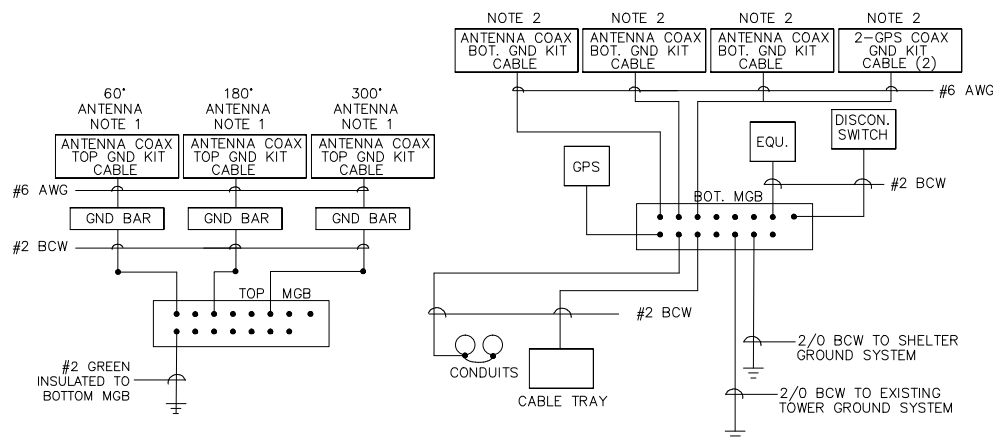 NOTE 2
NOTE 2
NOTE 2
NOTE 2
ANTENNA COAX
BOT. GND KIT
CABLE
ANTENNA COAX
BOT. GND KIT
CABLE
ANTENNA COAX
BOT. GND KIT
CABLE
2-GPS COAX
GND KIT
CABLE (2)
#6 AWG
60°
ANTENNA
NOTE 1
180°
ANTENNA
NOTE 1
300°
ANTENNA
NOTE 1
ANTENNA COAX
TOP GND KIT
CABLE
ANTENNA COAX
TOP GND KIT
CABLE
ANTENNA COAX
TOP GND KIT
CABLE
#6 AWG
GND BAR
GND BAR
GND BAR
#2 BCW
TOP MGB
#2 GREEN
INSULATED TO
BOTTOM MGB
GPS
EQU.
DISCON.
SWITCH
#2 BCW
BOT. MGB
#2 BCW
CONDUITS
CABLE TRAY
2/0 BCW TO SHELTER
GROUND SYSTEM
2/0 BCW TO EXISTING
TOWER GROUND SYSTEM